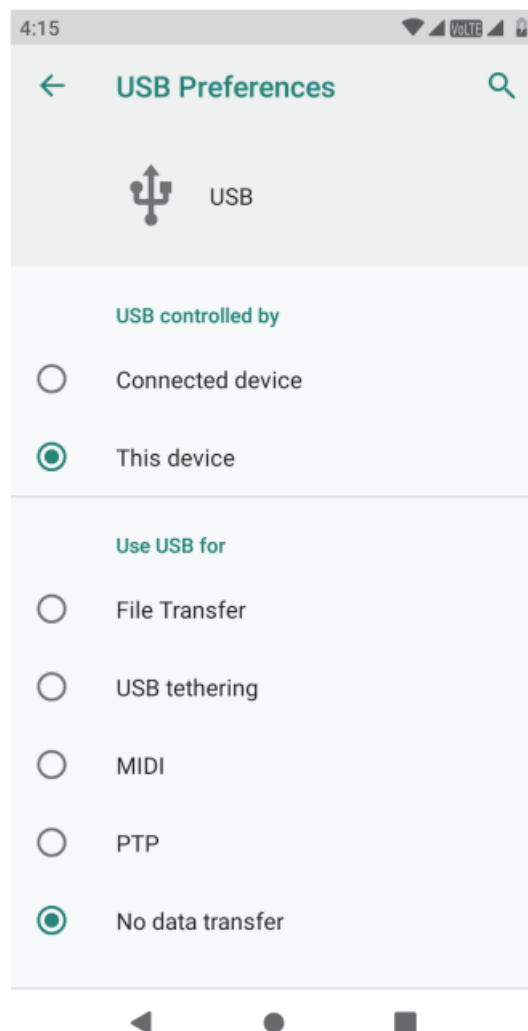 4:15
VoLTE
USB Preferences
USB
USB controlled by
Connected device
This device
Use USB for
File Transfer
USB tethering
MIDI
PTP
No data transfer